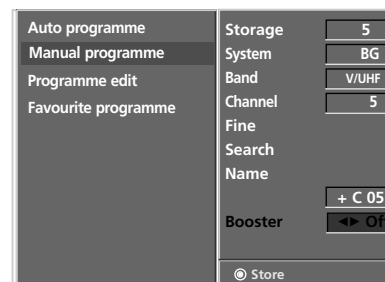 Auto programme
Manual programme
Programme edit
Favourite programme
Storage 5
System BG
Band V/UHF
Channel 5
Fine
Search
Name
+ C 05
Booster ◄► Off
◉ Store